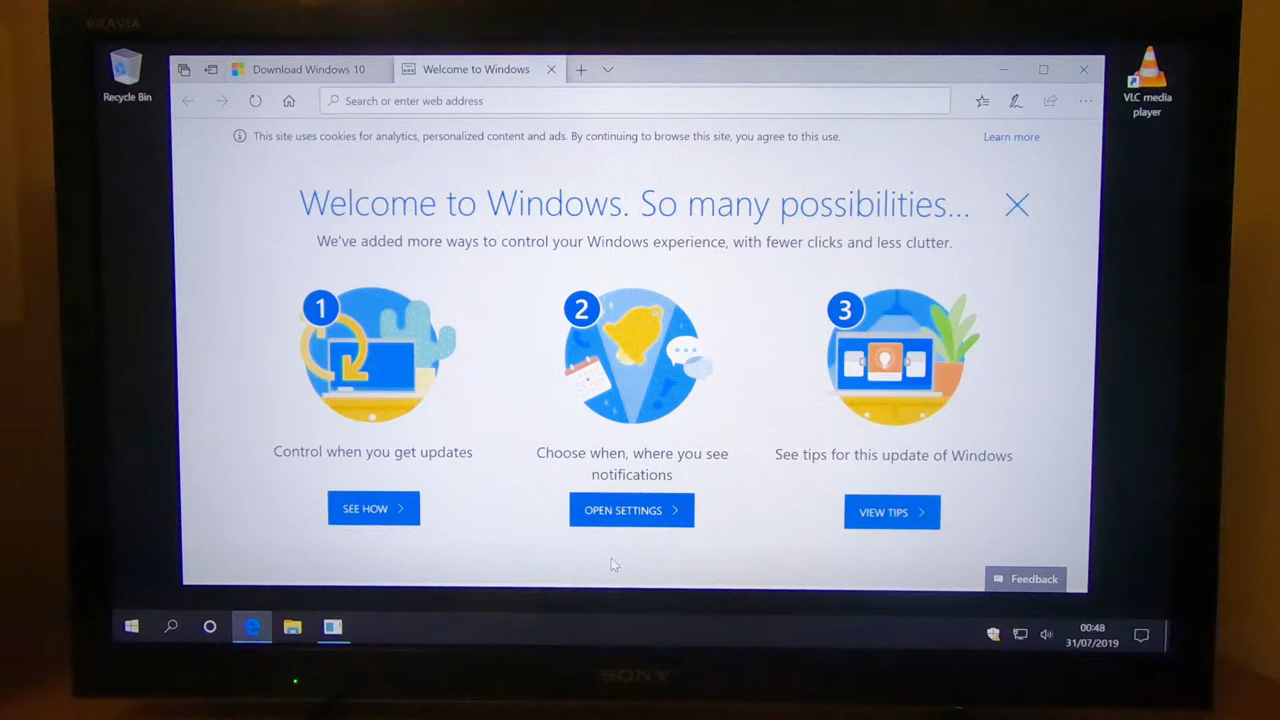 BRAVIA
Recycle Bin
Download Windows 10
Welcome to Windows
VLC media
player
Search or enter web address
This site uses cookies for analytics, personalized content and ads. By continuing to browse this site, you agree to this use.
Learn more
Welcome to Windows. So many possibilities...
We've added more ways to control your Windows experience, with fewer clicks and less clutter.
1
2
3
Control when you get updates
Choose when, where you see
notifications
See tips for this update of Windows
SEE HOW
OPEN SETTINGS
VIEW TIPS
Feedback
00:48
31/07/2019
SONY